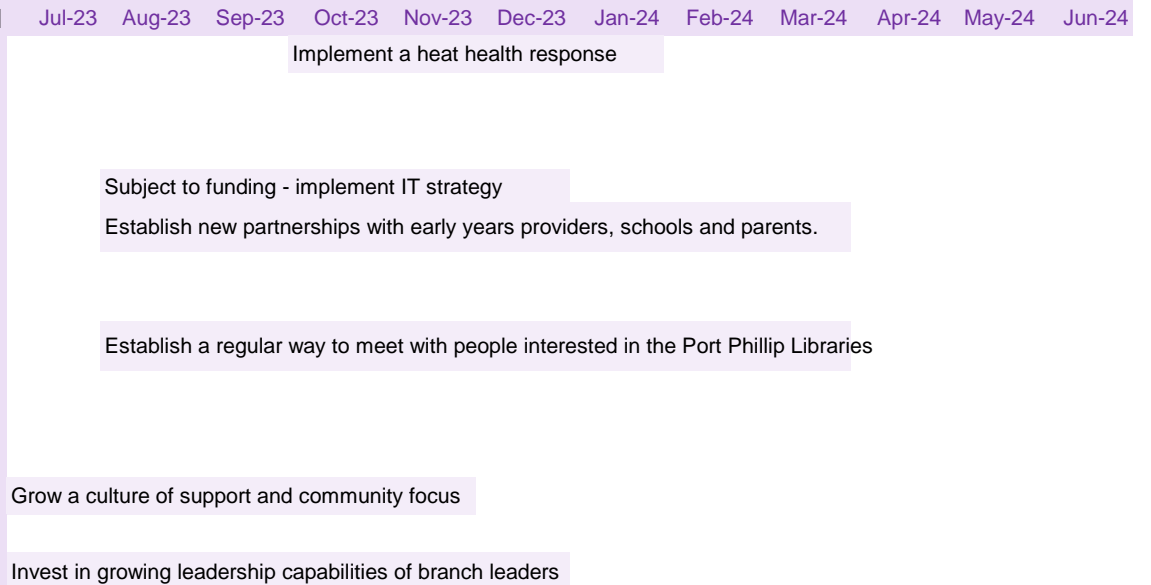 Jul-23 Aug-23 Sep-23 Oct-23 Nov-23 Dec-23 Jan-24 Feb-24 Mar-24 Apr-24 May-24 Jun-24
Implement a heat health response
Subject to funding - implement IT strategy
Establish new partnerships with early years providers, schools and parents.
Establish a regular way to meet with people interested in the Port Phillip Libraries
Grow a culture of support and community focus
Invest in growing leadership capabilities of branch leaders